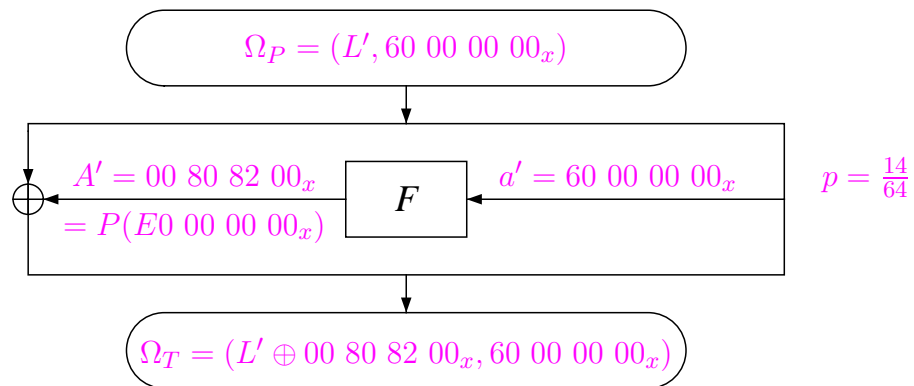 Ω_P = (L′, 60 00 00 00_x)
A′ = 00 80 82 00_x
= P(E0 00 00 00_x)
F
a′ = 60 00 00 00_x
p = 14/64
Ω_T = (L′ ⊕ 00 80 82 00_x, 60 00 00 00_x)